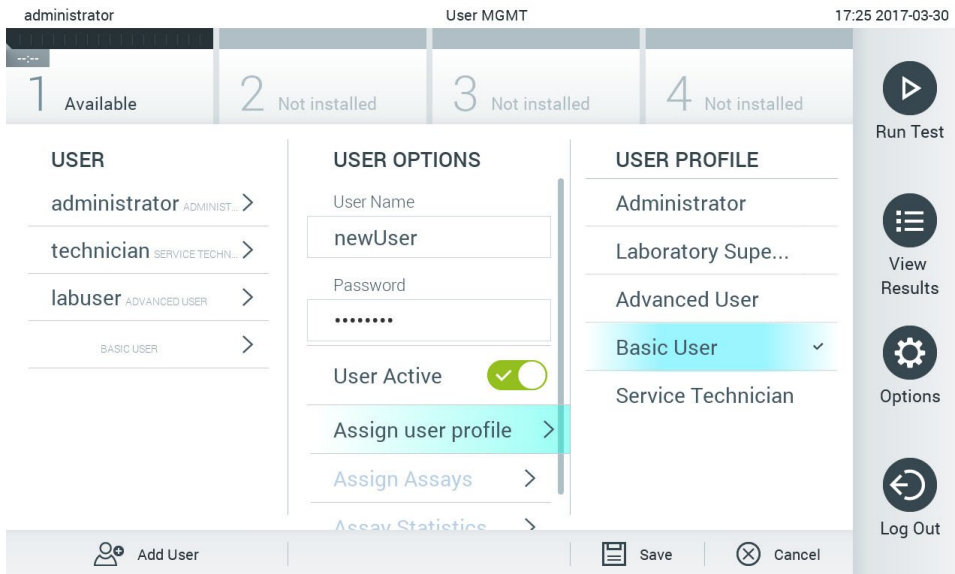 administrator User MGMT 17:25 2017-03-30
--:--
1 Available
2 Not installed
3 Not installed
4 Not installed
Run Test
View
Results
Options
Log Out
USER
administrator ADMINIST...
technician SERVICE TECHN...
labuser ADVANCED USER
BASIC USER
USER OPTIONS
User Name
newUser
Password
••••••••
User Active
Assign user profile
Assign Assays
Assay Statistics
USER PROFILE
Administrator
Laboratory Supe...
Advanced User
Basic User
Service Technician
Add User
Save
Cancel